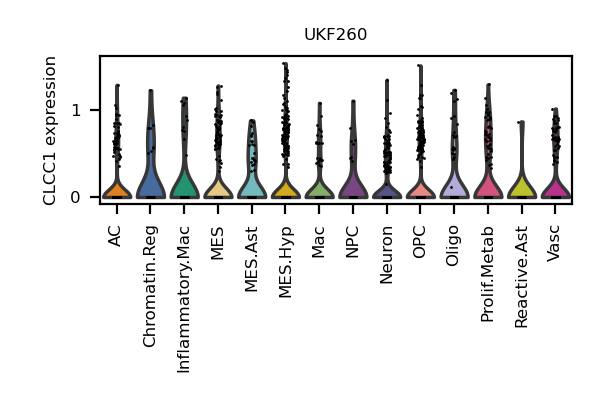 UKF260
CLCC1 expression
1
0
AC
Chromatin.Reg
Inflammatory.Mac
MES
MES.Ast
MES.Hyp
Mac
NPC
Neuron
OPC
Oligo
Prolif.Metab
Reactive.Ast
Vasc